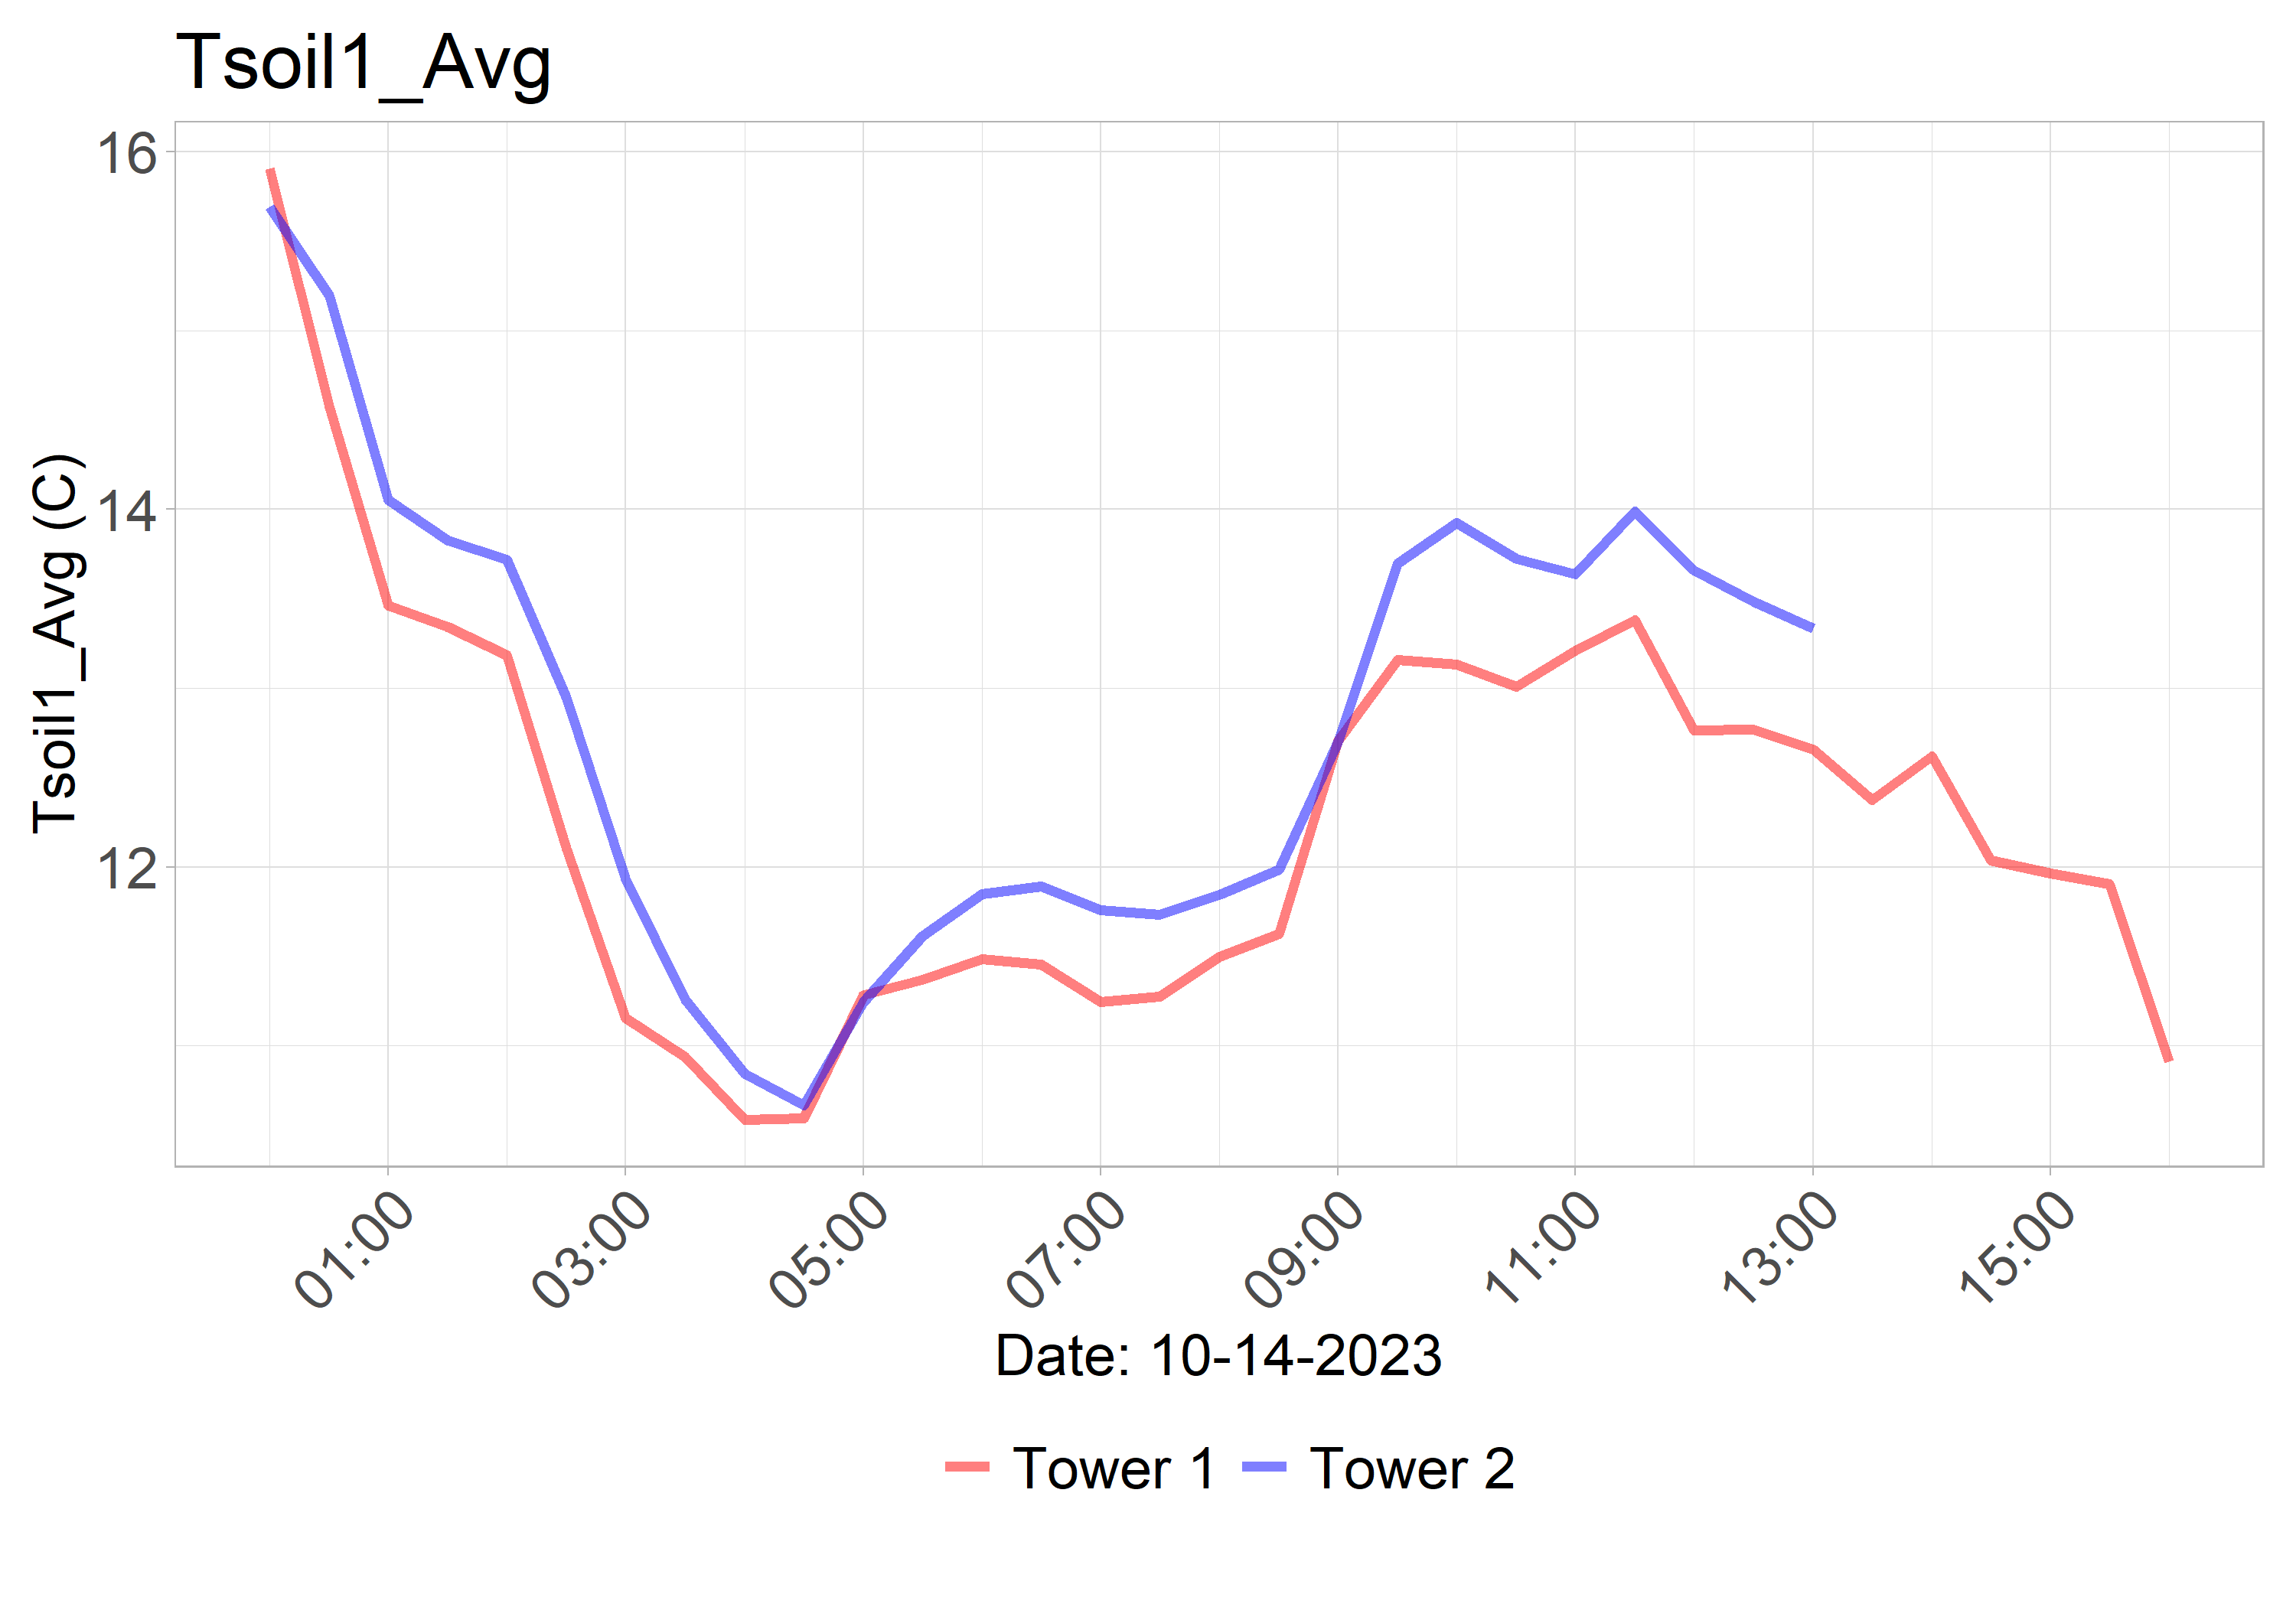 Tsoil1_Avg
Tsoil1_Avg (C)
16
14
12
01:00 03:00 05:00 07:00 09:00 11:00 13:00 15:00
Date: 10-14-2023
Tower 1 Tower 2